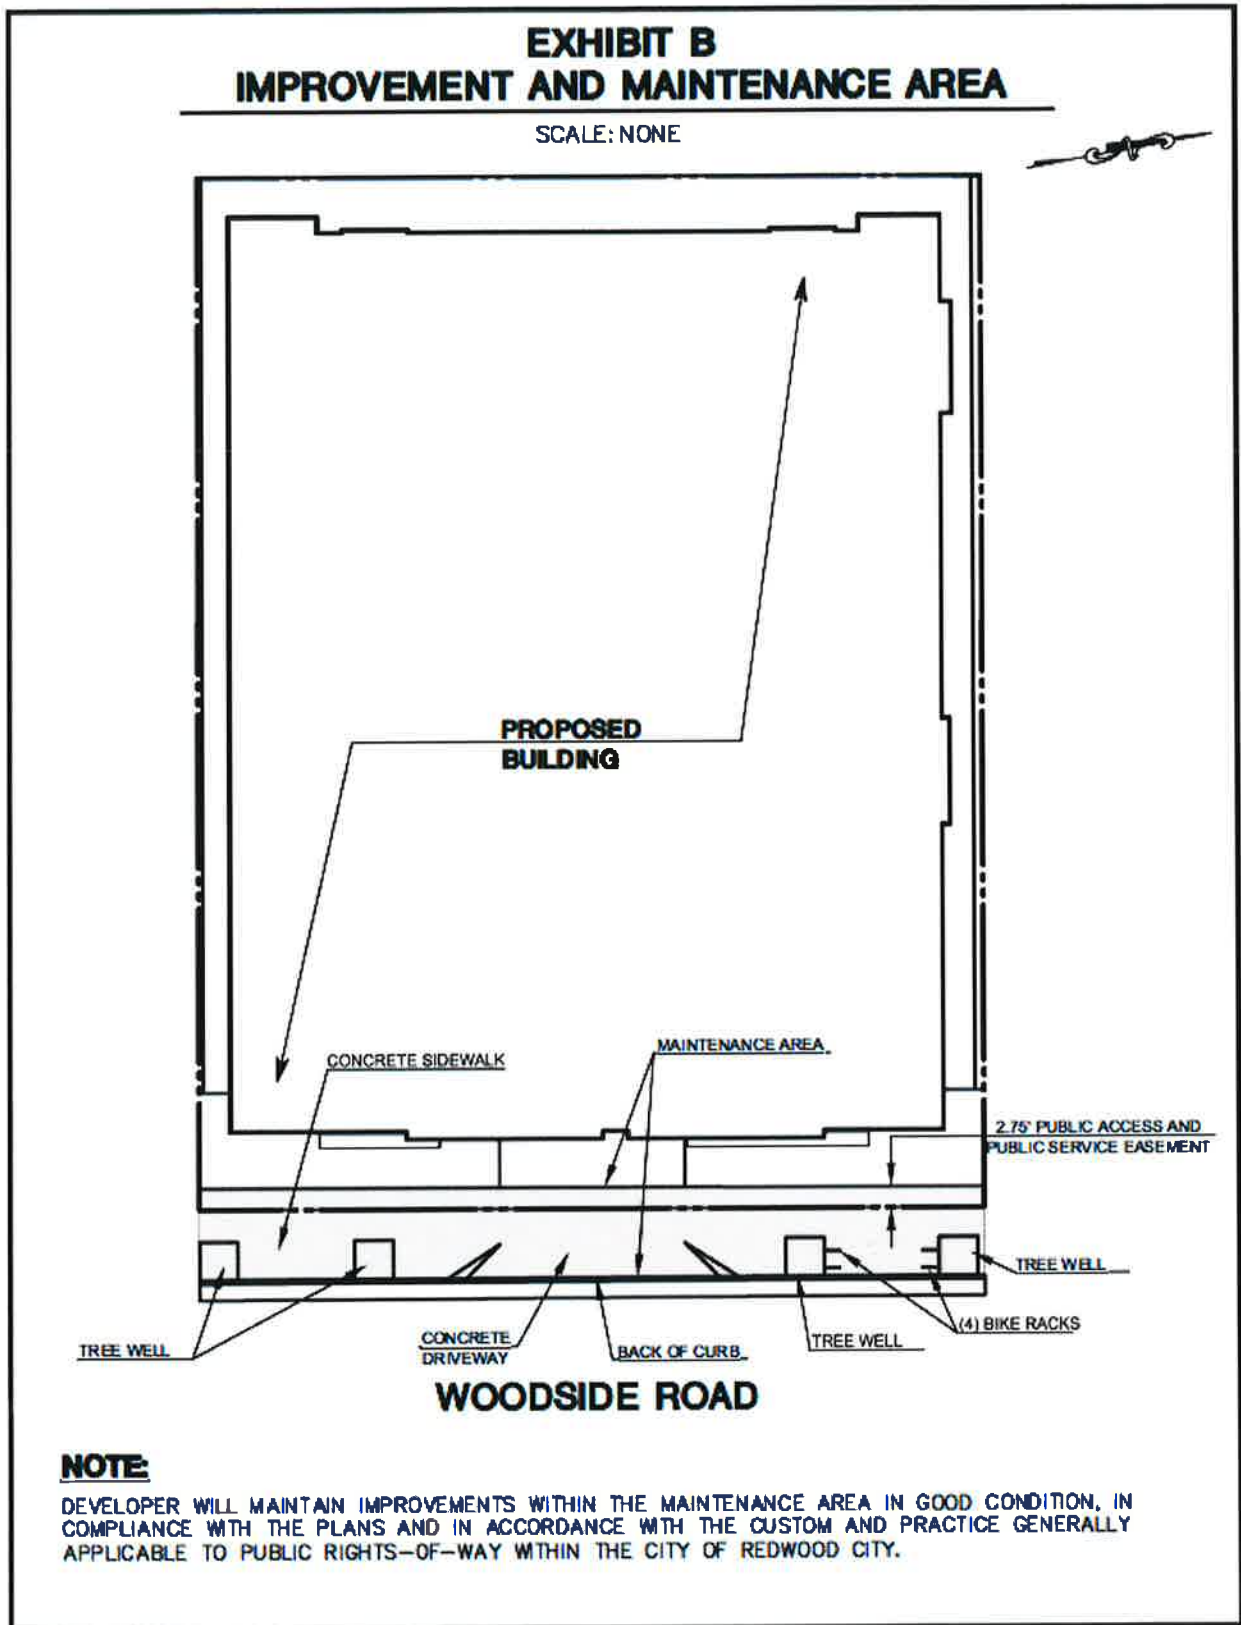 EXHIBIT B
IMPROVEMENT AND MAINTENANCE AREA
SCALE: NONE
PROPOSED
BUILDING
CONCRETE SIDEWALK
MAINTENANCE AREA
2.75' PUBLIC ACCESS AND
PUBLIC SERVICE EASEMENT
TREE WELL
(4) BIKE RACKS
TREE WELL
CONCRETE
DRIVEWAY
BACK OF CURB
TREE WELL
WOODSIDE ROAD
NOTE:
DEVELOPER WILL MAINTAIN IMPROVEMENTS WITHIN THE MAINTENANCE AREA IN GOOD CONDITION, IN
COMPLIANCE WITH THE PLANS AND IN ACCORDANCE WITH THE CUSTOM AND PRACTICE GENERALLY
APPLICABLE TO PUBLIC RIGHTS-OF-WAY WITHIN THE CITY OF REDWOOD CITY.